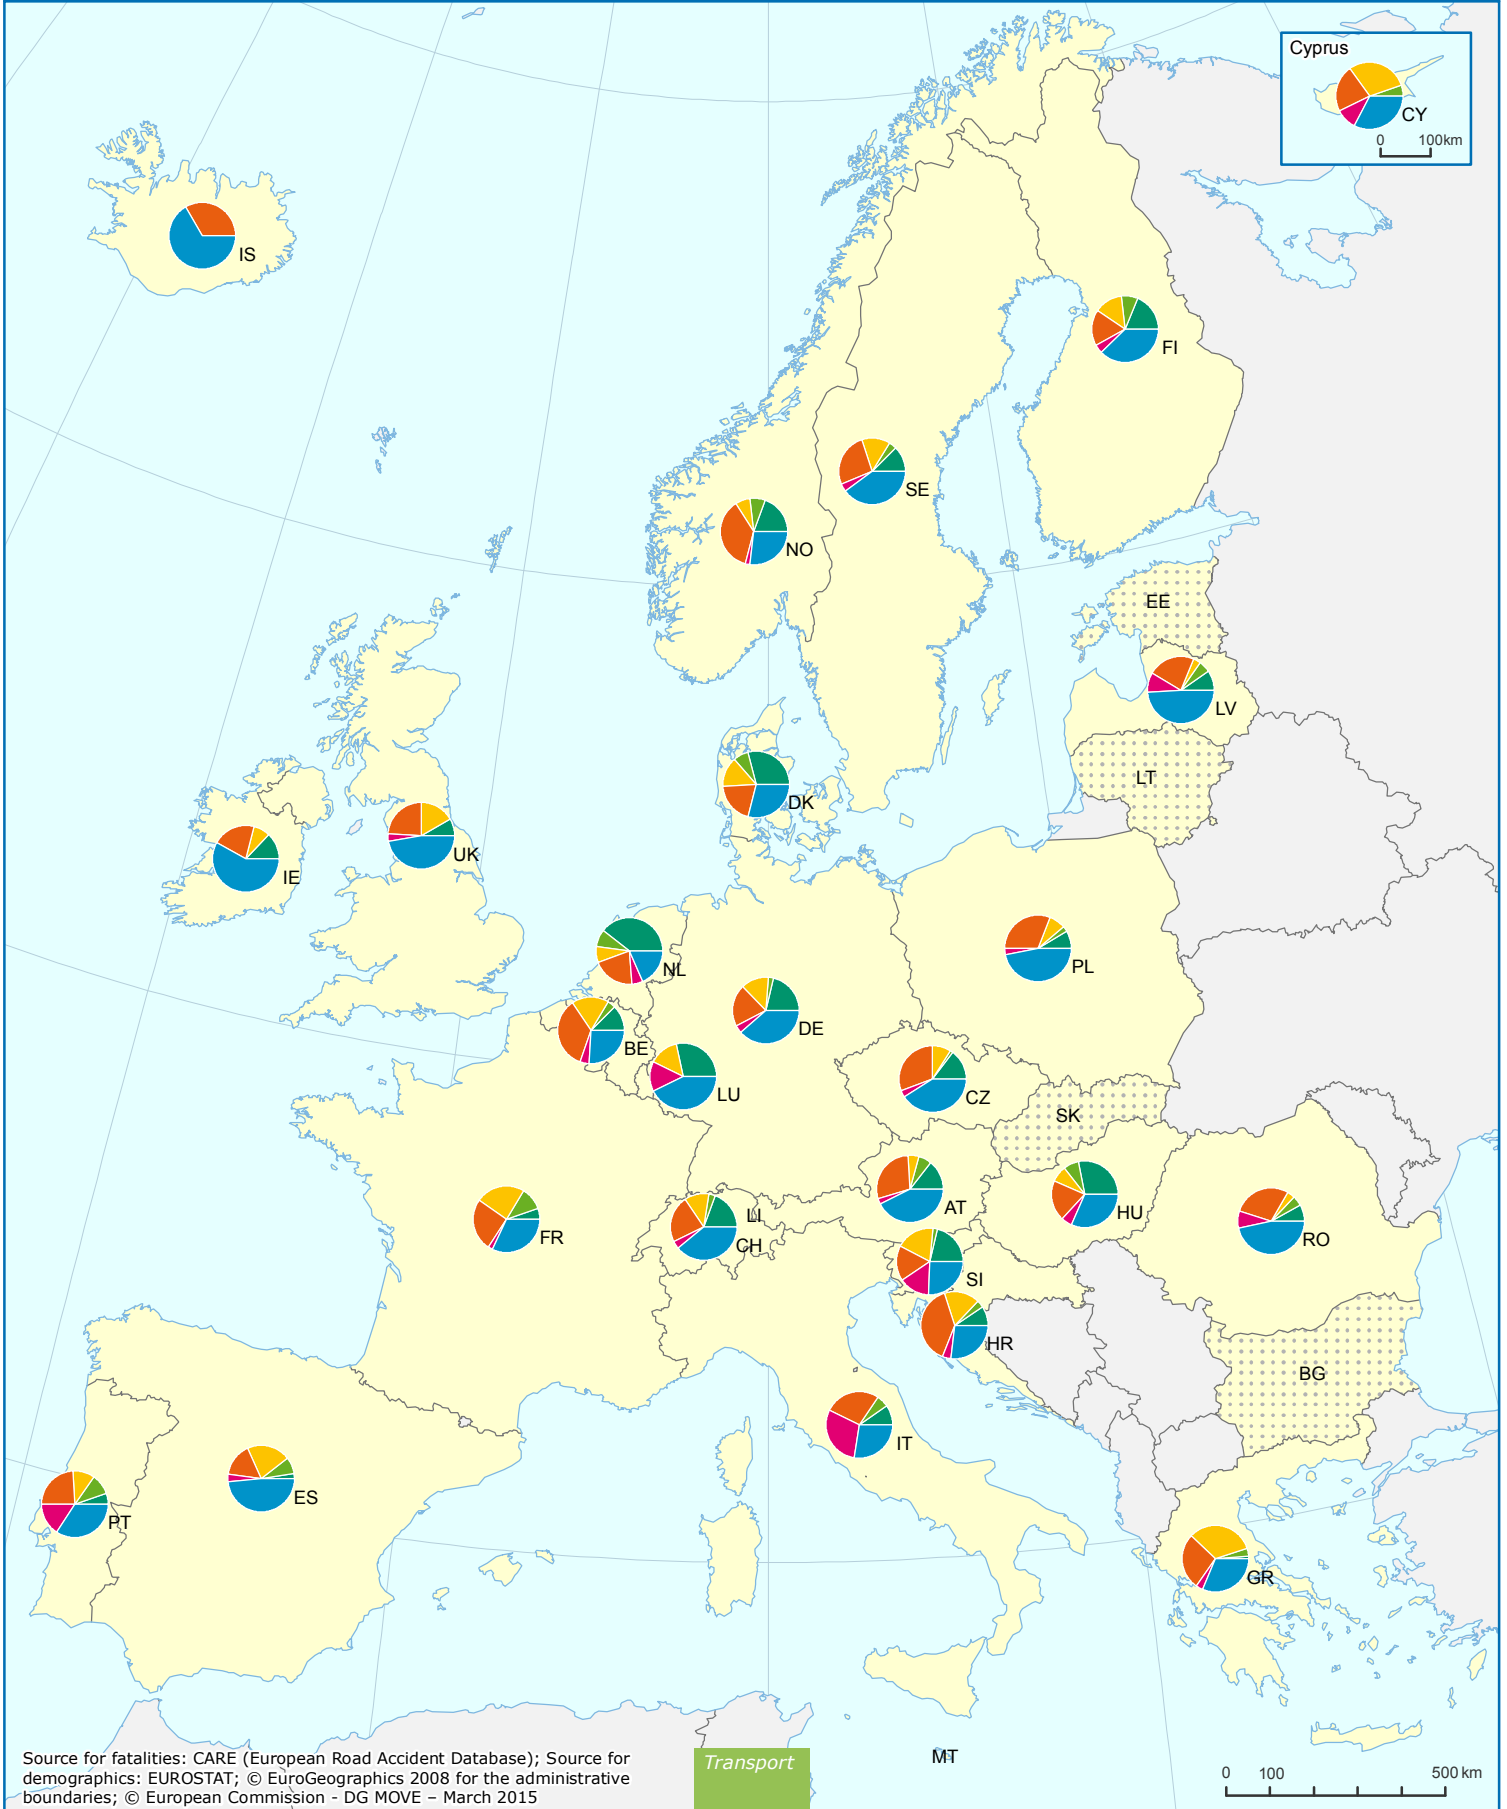 Cyprus
CY
0 100km
IS
FI
SE
NO
EE
LV
LT
DK
UK
IE
NL
PL
DE
BE
LU
CZ
SK
AT
HU
LI
CH
FR
RO
SI
HR
BG
IT
ES
PT
GR
MT
Source for fatalities: CARE (European Road Accident Database); Source for
demographics: EUROSTAT; © EuroGeographics 2008 for the administrative
boundaries; © European Commission - DG MOVE – March 2015
Transport
0 100 500 km